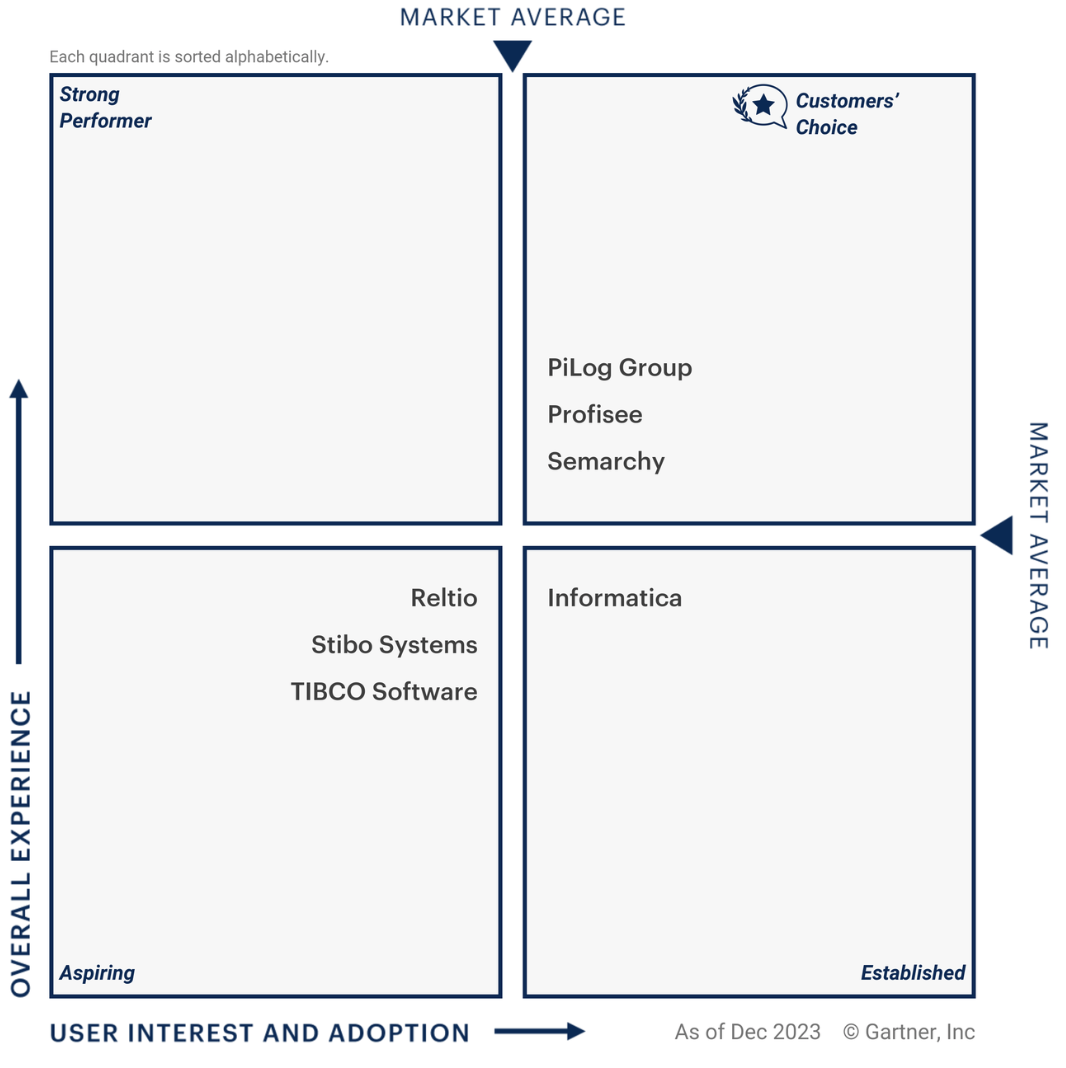 MARKET AVERAGE
Each quadrant is sorted alphabetically.
Strong
Performer
Customers’
Choice
PiLog Group
Profisee
Semarchy
MARKET AVERAGE
Reltio
Stibo Systems
TIBCO Software
Informatica
OVERALL EXPERIENCE
Aspiring
Established
USER INTEREST AND ADOPTION
As of Dec 2023 © Gartner, Inc